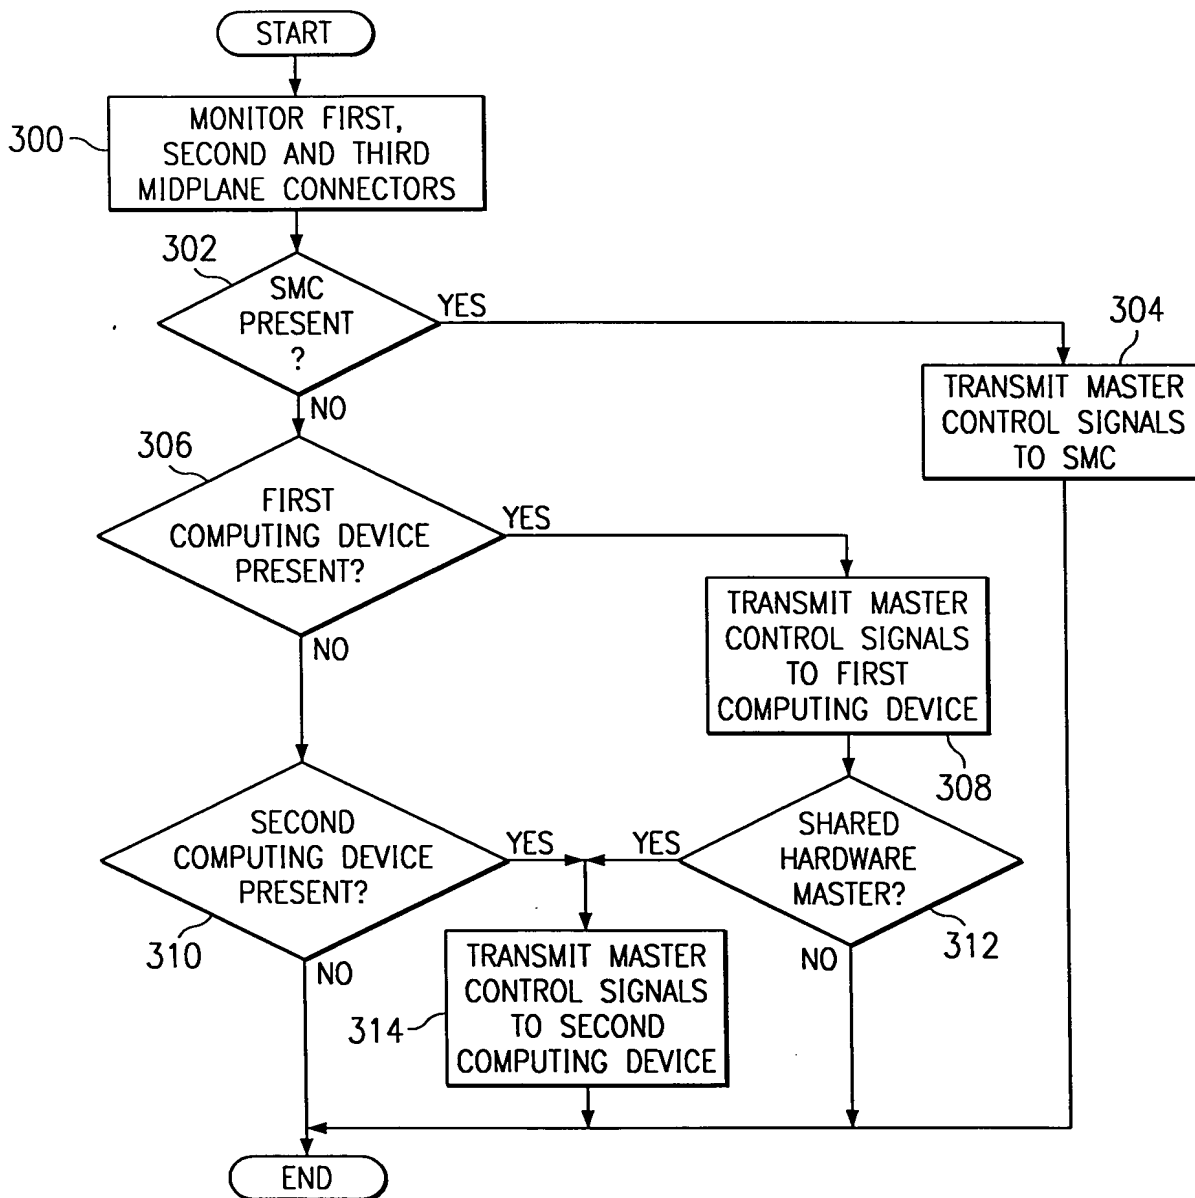 START
300
MONITOR FIRST,
SECOND AND THIRD
MIDPLANE CONNECTORS
302
SMC
PRESENT
?
YES
NO
304
TRANSMIT MASTER
CONTROL SIGNALS
TO SMC
306
FIRST
COMPUTING DEVICE
PRESENT?
YES
NO
TRANSMIT MASTER
CONTROL SIGNALS
TO FIRST
COMPUTING DEVICE
308
SECOND
COMPUTING DEVICE
PRESENT?
YES
310
NO
YES
SHARED
HARDWARE
MASTER?
312
NO
TRANSMIT MASTER
CONTROL SIGNALS
TO SECOND
COMPUTING DEVICE
314
END